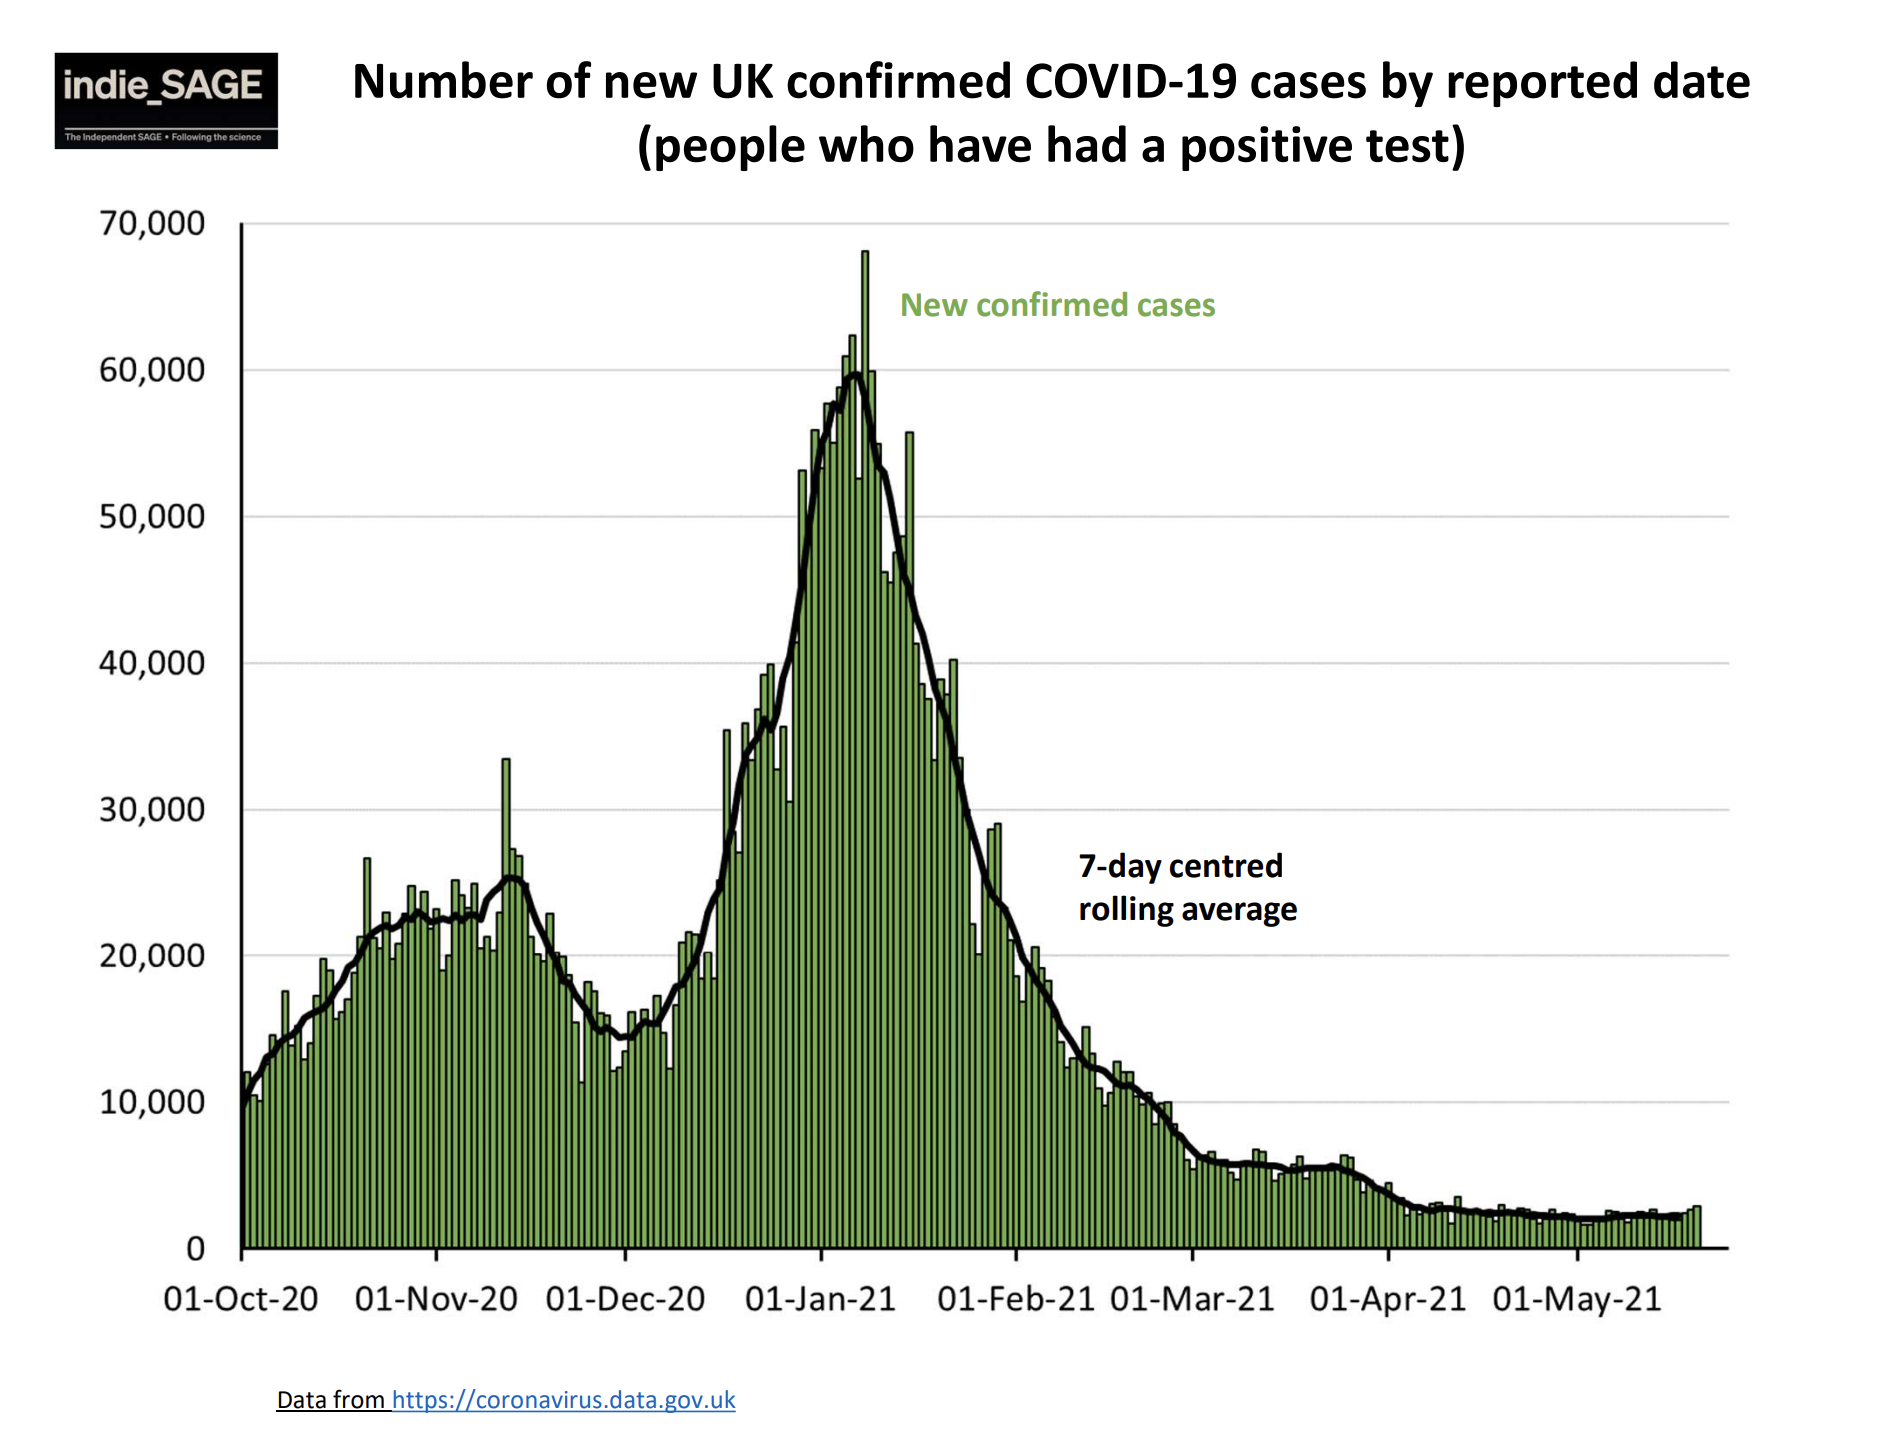 indie_SAGE
The Independent SAGE • Following the science
Number of new UK confirmed COVID-19 cases by reported date
(people who have had a positive test)
70,000
60,000
50,000
40,000
30,000
20,000
10,000
0
New confirmed cases
7-day centred
rolling average
01-Oct-20 01-Nov-20 01-Dec-20 01-Jan-21 01-Feb-21 01-Mar-21 01-Apr-21 01-May-21
Data from https://coronavirus.data.gov.uk